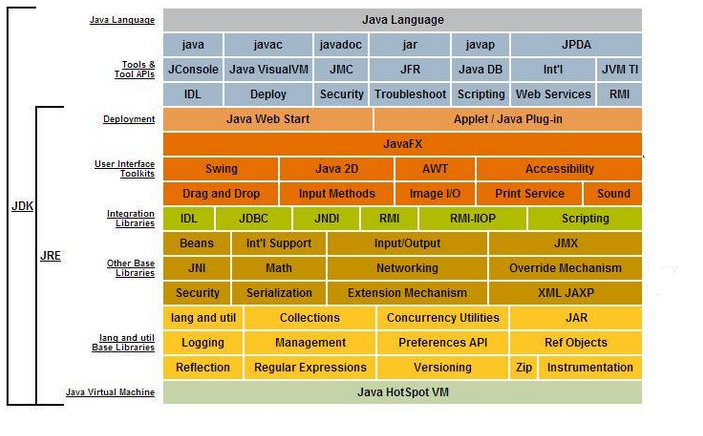 Java Language Java Language
java javac javadoc jar javap JPDA
Tools & Tool APIs JConsole Java VisualVM JMC JFR Java DB Int'l JVM TI
IDL Deploy Security Troubleshoot Scripting Web Services RMI
Deployment Java Web Start Applet / Java Plug-in
JavaFX
User Interface Toolkits Swing Java 2D AWT Accessibility
Drag and Drop Input Methods Image I/O Print Service Sound
Integration Libraries IDL JDBC JNDI RMI RMI-IIOP Scripting
JDK
JRE
Beans Int'l Support Input/Output JMX
Other Base Libraries JNI Math Networking Override Mechanism
Security Serialization Extension Mechanism XML JAXP
lang and util Collections Concurrency Utilities JAR
lang and util Base Libraries Logging Management Preferences API Ref Objects
Reflection Regular Expressions Versioning Zip Instrumentation
Java Virtual Machine Java HotSpot VM